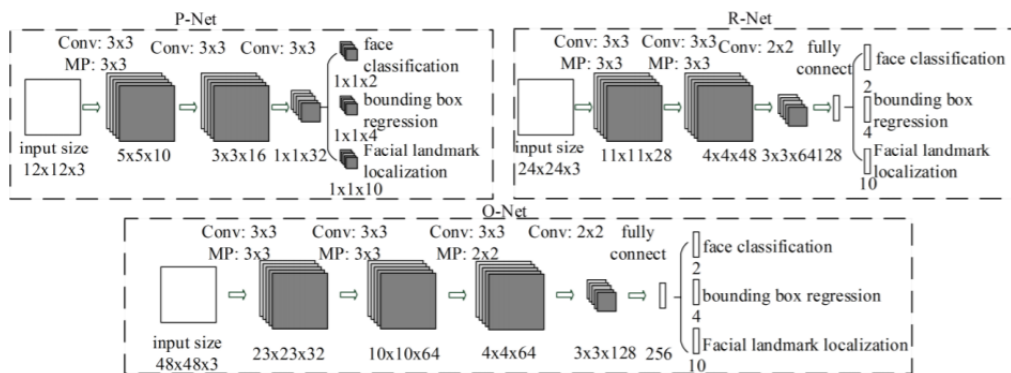 P-Net
Conv: 3x3
MP: 3x3
Conv: 3x3
Conv: 3x3
face
classification
1x1x2
bounding box
regression
1x1x4
Facial landmark
localization
1x1x10
input size
12x12x3
5x5x10
3x3x16
1x1x32
R-Net
Conv: 3x3
MP: 3x3
Conv: 3x3
MP: 3x3
Conv: 2x2
fully
connect
face classification
2
bounding box
regression
4
Facial landmark
localization
10
input size
24x24x3
11x11x28
4x4x48
3x3x64
128
O-Net
Conv: 3x3
MP: 3x3
Conv: 3x3
MP: 3x3
Conv: 3x3
MP: 2x2
Conv: 2x2
fully
connect
face classification
2
bounding box regression
4
Facial landmark localization
10
input size
48x48x3
23x23x32
10x10x64
4x4x64
3x3x128
256